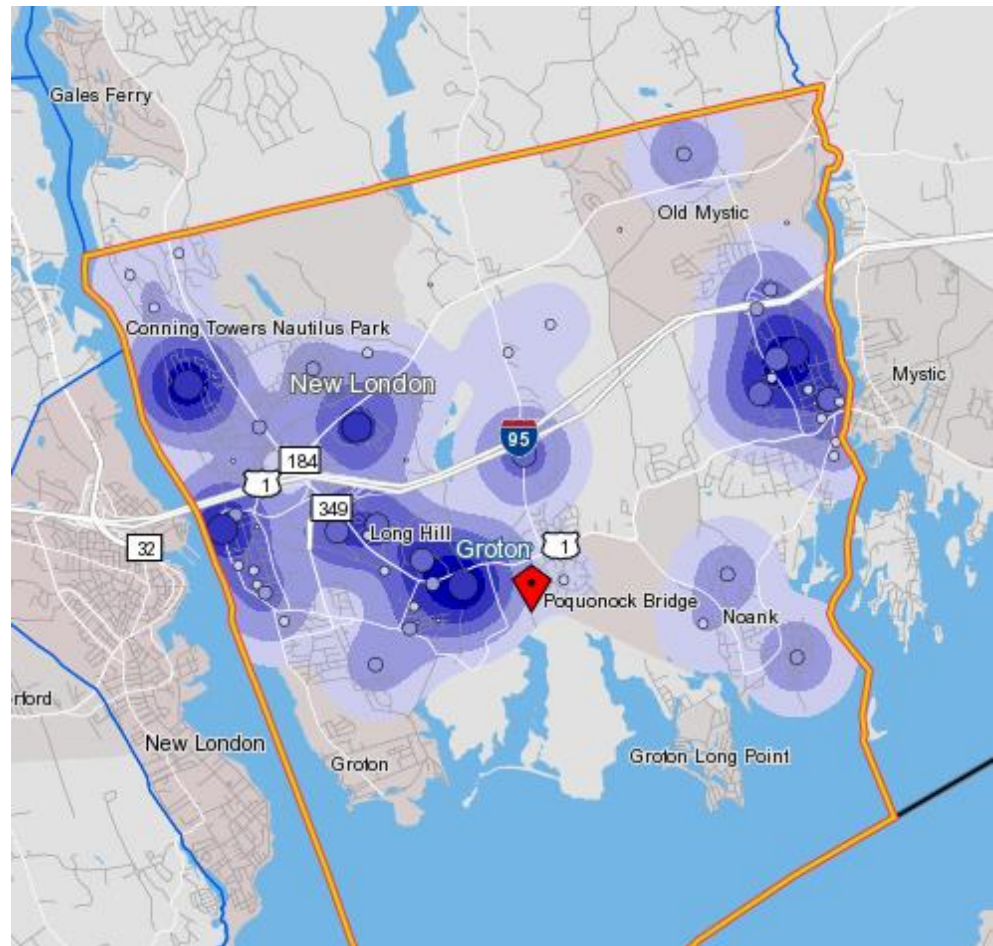 Gales Ferry
Old Mystic
Conning Towers Nautilus Park
New London
Mystic
95
184
1
349
32
Long Hill
Groton
1
Poquonock Bridge
Noank
erford
New London
Groton
Groton Long Point